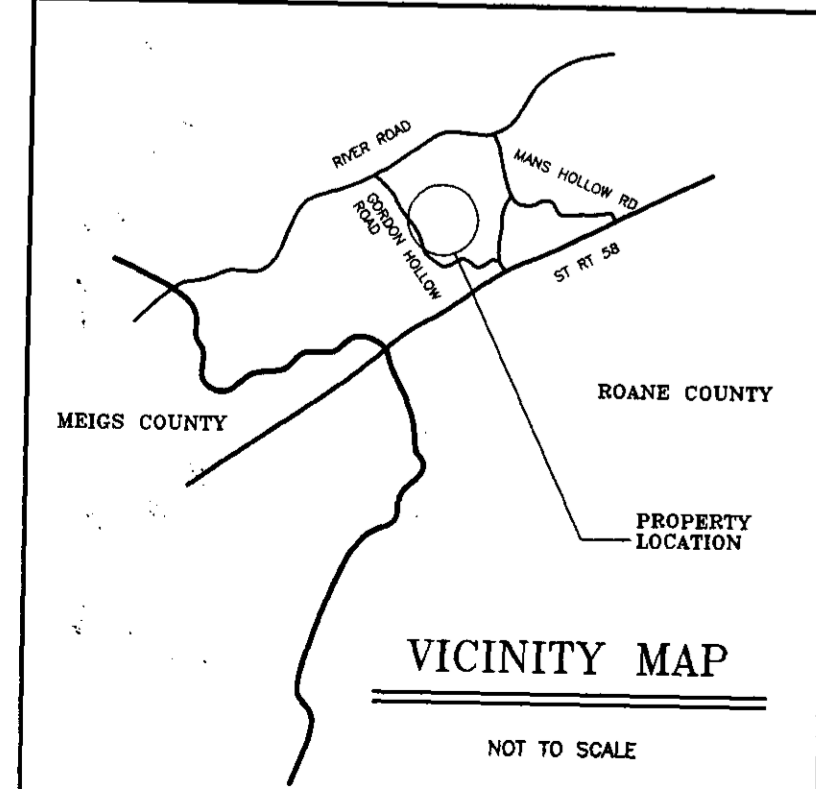 RIVER ROAD
MANS HOLLOW RD
GORDON HOLLOW
ROAD
ST RT 58
ROANE COUNTY
MEIGS COUNTY
PROPERTY
LOCATION
VICINITY MAP
NOT TO SCALE